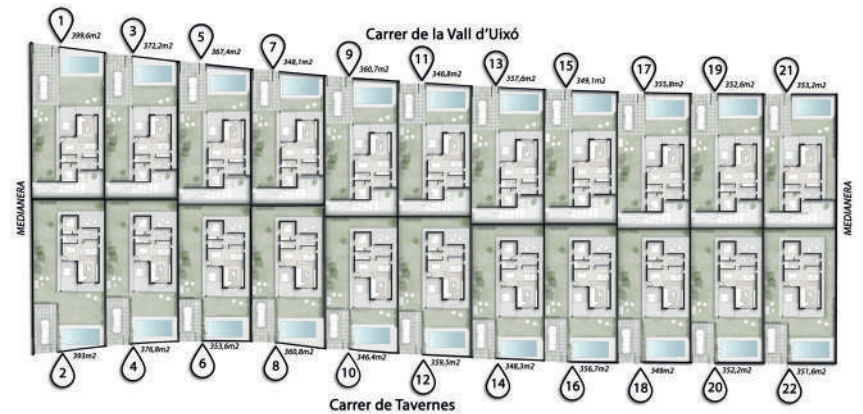 Carrer de la Vall d'Uixó
1
399,6m2
3
372,2m2
5
367,4m2
7
348,1m2
9
360,7m2
11
346,8m2
13
357,6m2
15
349,1m2
17
355,8m2
19
352,6m2
21
353,2m2
MEDIANERA
MEDIANERA
2
393m2
4
376,8m2
6
353,6m2
8
360,8m2
10
346,4m2
12
359,5m2
14
348,3m2
16
356,7m2
18
349m2
20
352,2m2
22
351,6m2
Carrer de Tavernes